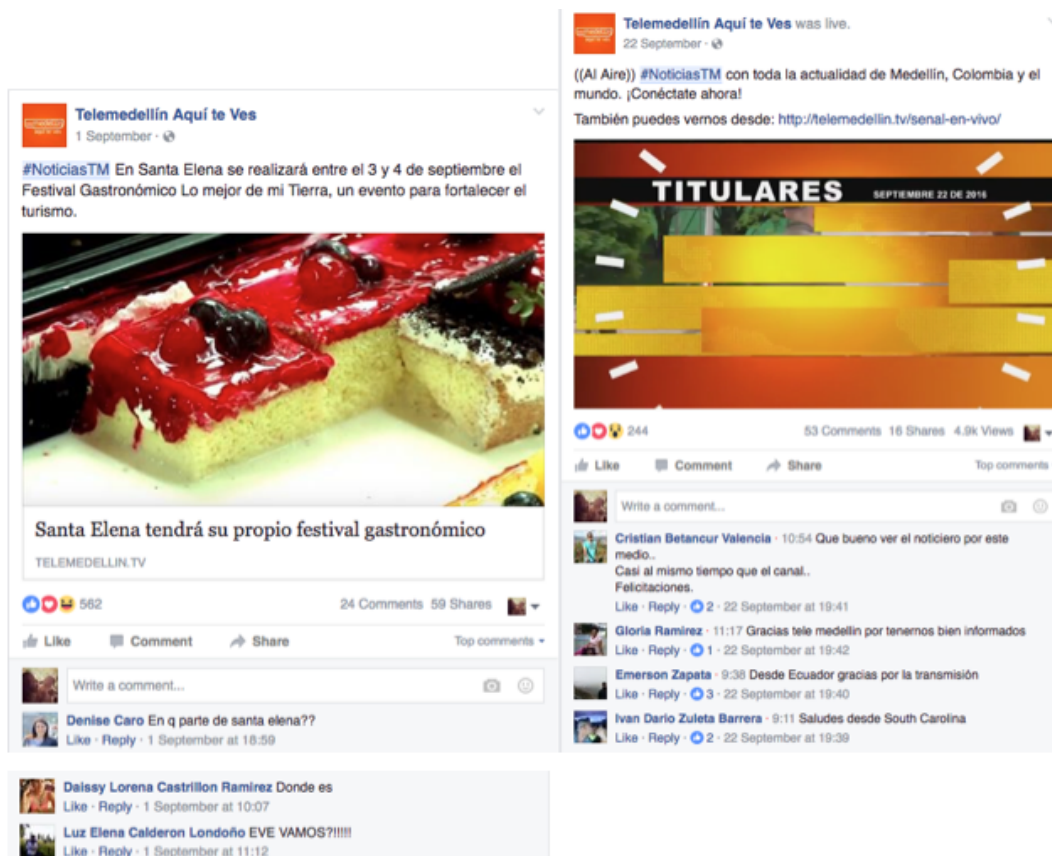 Telemedellín Aquí te Ves
1 September
#NoticiasTM En Santa Elena se realizará entre el 3 y 4 de septiembre el
Festival Gastronómico Lo mejor de mi Tierra, un evento para fortalecer el
turismo.
Santa Elena tendrá su propio festival gastronómico
TELEMEDELLIN.TV
562
24 Comments 59 Shares
Like Comment Share
Top comments
Write a comment...
Denise Caro En q parte de santa elena??
Like · Reply · 1 September at 18:59
Daissy Lorena Castrillon Ramirez Donde es
Like · Reply · 1 September at 10:07
Luz Elena Calderon Londoño EVE VAMOS?!!!!!
Like · Reply · 1 September at 11:12
Telemedellín Aquí te Ves was live.
22 September
((Al Aire)) #NoticiasTM con toda la actualidad de Medellín, Colombia y el
mundo. ¡Conéctate ahora!
También puedes vernos desde: http://telemedellin.tv/senal-en-vivo/
TITULARES SEPTIEMBRE 22 DE 2016
244
53 Comments 16 Shares 4.9k Views
Like Comment Share
Top comments
Write a comment...
Cristian Betancur Valencia · 10:54 Que bueno ver el noticiero por este
medio..
Casi al mismo tiempo que el canal..
Felicitaciones.
Like · Reply · 2 · 22 September at 19:41
Gloria Ramirez · 11:17 Gracias tele medellin por tenernos bien informados
Like · Reply · 1 · 22 September at 19:42
Emerson Zapata · 9:38 Desde Ecuador gracias por la transmisión
Like · Reply · 3 · 22 September at 19:40
Ivan Dario Zuleta Barrera · 9:11 Saludes desde South Carolina
Like · Reply · 2 · 22 September at 19:39